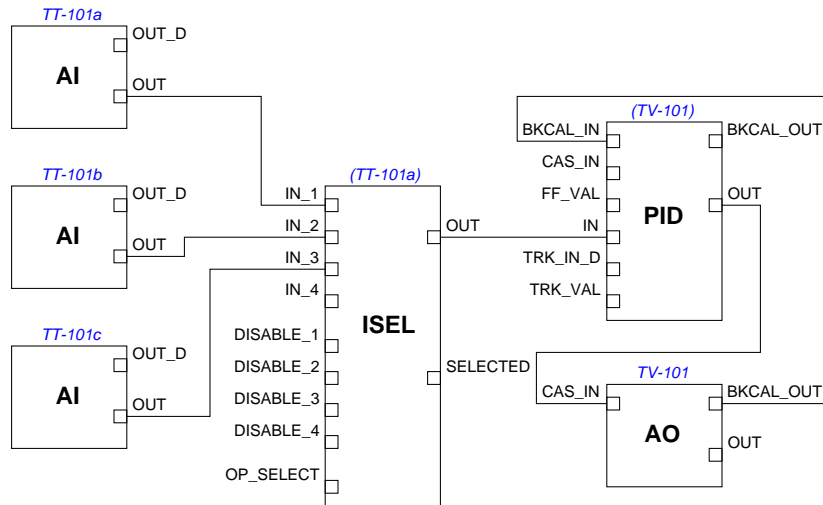 TT-101a
OUT_D
AI
OUT
TT-101b
OUT_D
AI
OUT
TT-101c
OUT_D
AI
OUT
(TT-101a)
IN_1
IN_2
IN_3
IN_4
DISABLE_1
DISABLE_2
DISABLE_3
DISABLE_4
OP_SELECT
ISEL
OUT
SELECTED
(TV-101)
BKCAL_IN
CAS_IN
FF_VAL
IN
TRK_IN_D
TRK_VAL
PID
BKCAL_OUT
OUT
TV-101
CAS_IN
AO
BKCAL_OUT
OUT